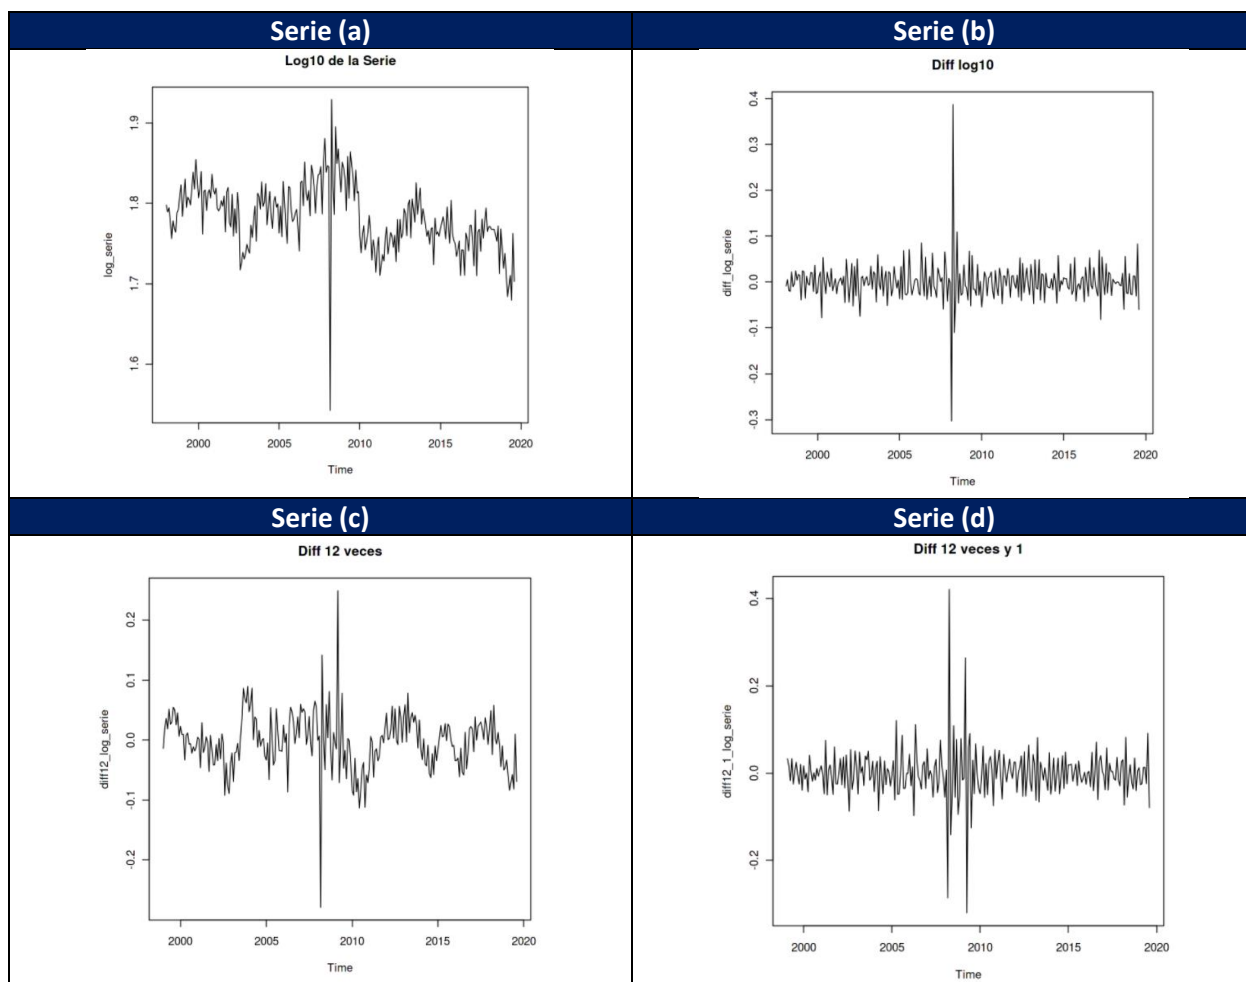 Serie (a)
Serie (b)
Log10 de la Serie
log_serie
1.9
1.8
1.7
1.6
2000 2005 2010 2015 2020
Time
Diff log10
diff_log_serie
0.4
0.3
0.2
0.1
0.0
-0.1
-0.2
-0.3
2000 2005 2010 2015 2020
Time
Serie (c)
Serie (d)
Diff 12 veces
diff12_log_serie
0.2
0.1
0.0
-0.1
-0.2
2000 2005 2010 2015 2020
Time
Diff 12 veces y 1
diff12_1_log_serie
0.4
0.2
0.0
-0.2
2000 2005 2010 2015 2020
Time